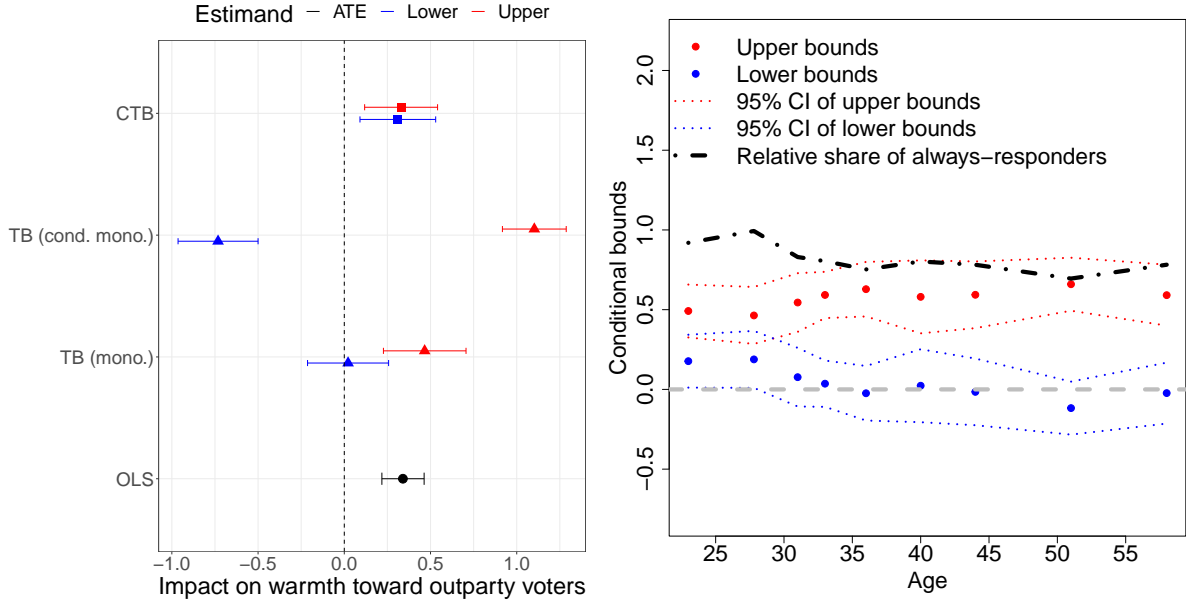 Estimand ATE Lower Upper
CTB
TB (cond. mono.)
TB (mono.)
OLS
−1.0 −0.5 0.0 0.5 1.0
Impact on warmth toward outparty voters
Upper bounds
Lower bounds
95% CI of upper bounds
95% CI of lower bounds
Relative share of always−responders
Conditional bounds
2.0
1.5
1.0
0.5
0.0
−0.5
25 30 35 40 45 50 55
Age